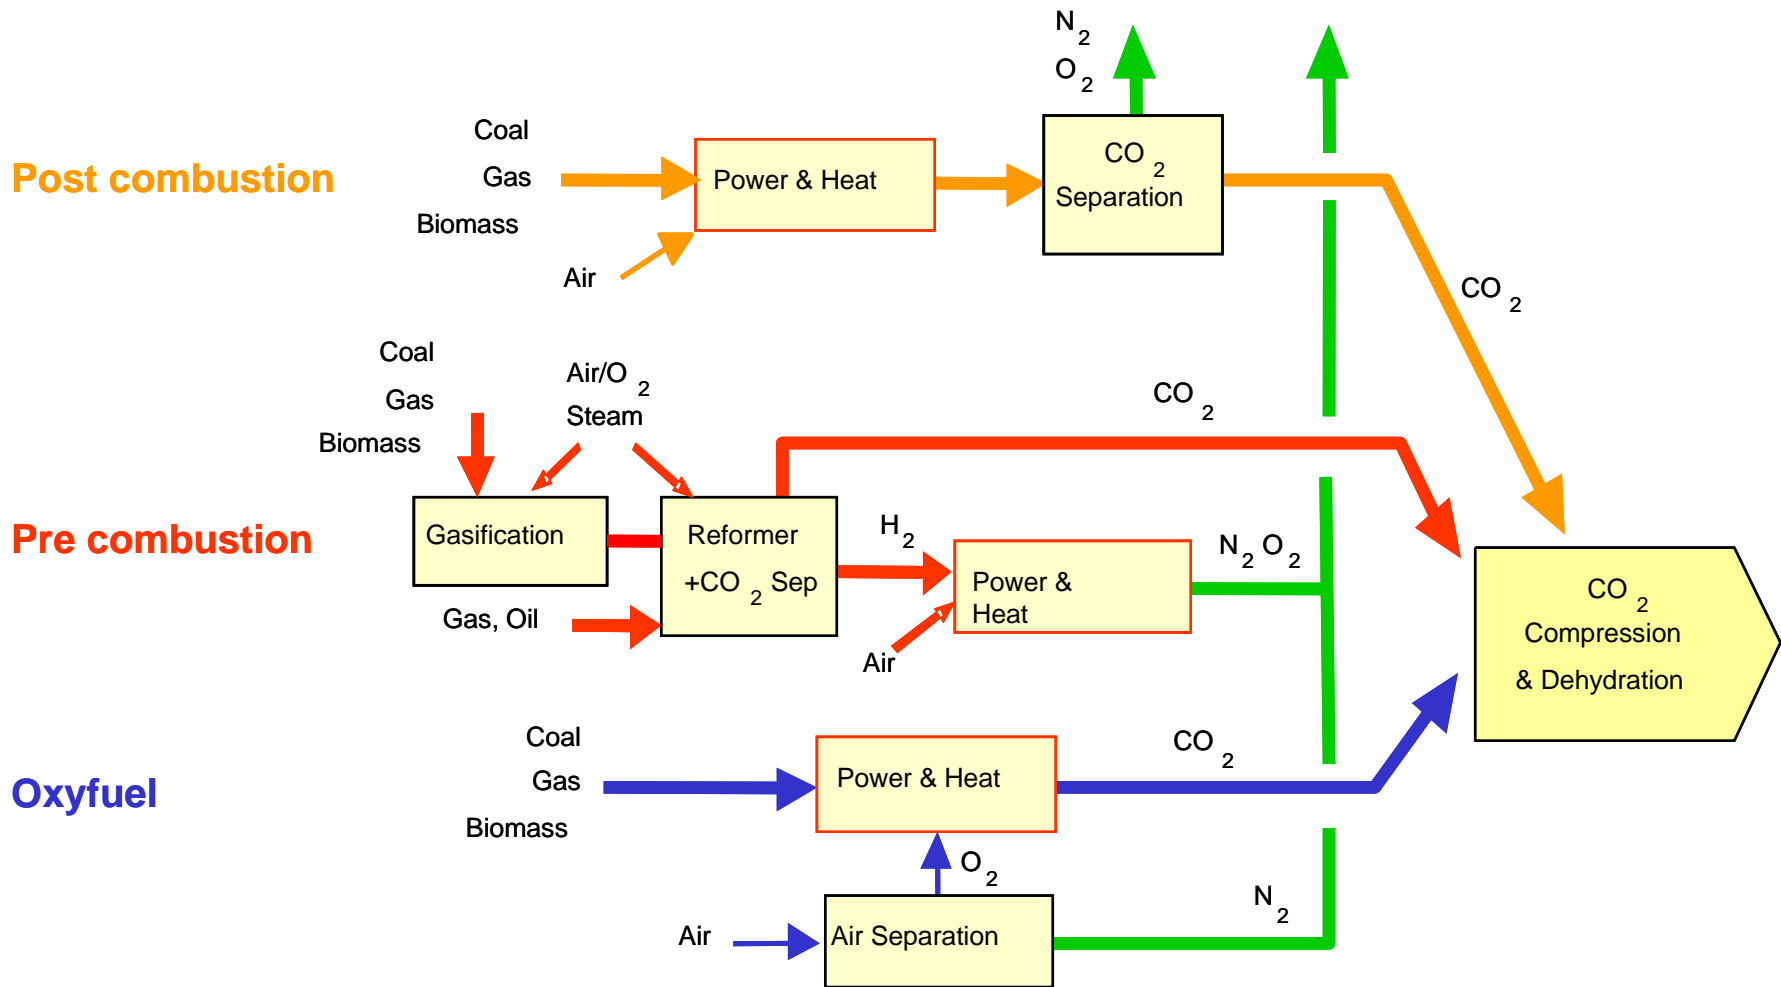 N2
O2
Coal
Post combustion
Gas
Power & Heat
CO2
Separation
Biomass
Air
CO2
Coal
Gas
Biomass
Air/O2
Steam
CO2
Pre combustion
Gasification
Reformer
+CO2 Sep
H2
Power &
Heat
N2 O2
Gas, Oil
Air
CO2
Compression
& Dehydration
Coal
Oxyfuel
Gas
Biomass
Power & Heat
CO2
O2
Air
Air Separation
N2